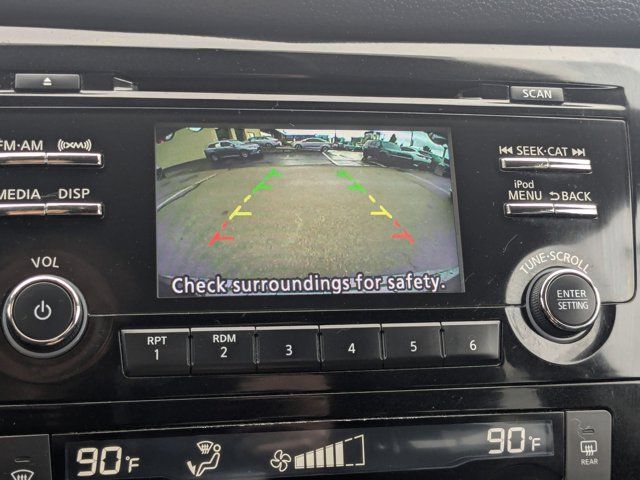 SCAN
FM·AM
((XM))
SEEK·CAT
MEDIA
DISP
iPod
MENU
BACK
VOL
TUNE·SCROLL
ENTER
SETTING
Check surroundings for safety.
RPT
1
RDM
2
3
4
5
6
90°F
90°F
REAR